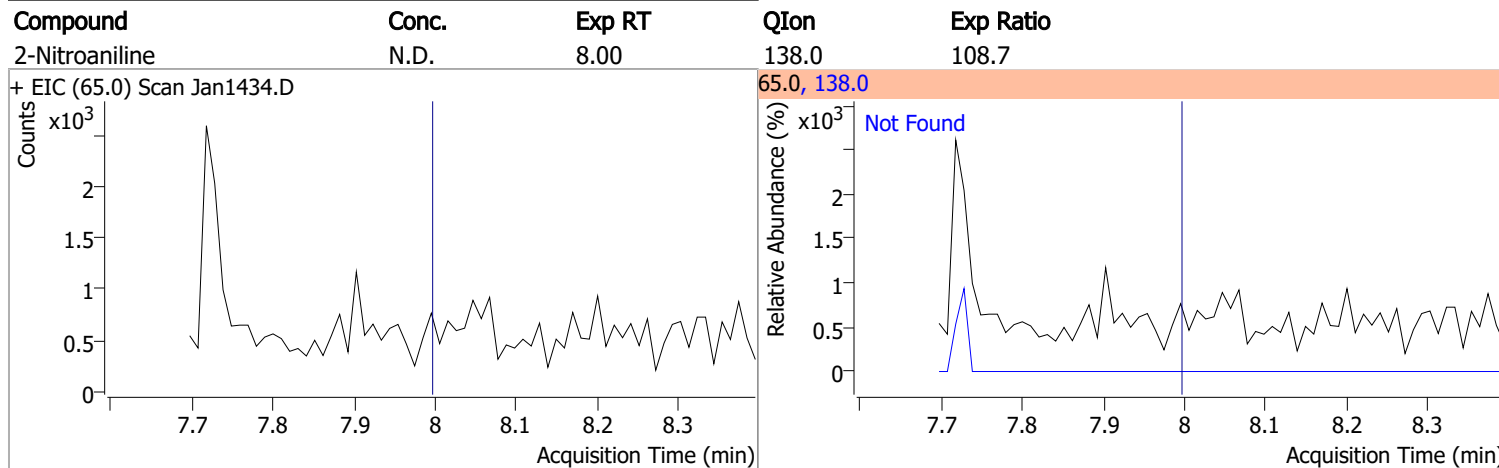 Compound Conc. Exp RT QIon Exp Ratio
2-Nitroaniline N.D. 8.00 138.0 108.7
+ EIC (65.0) Scan Jan1434.D
Counts
x10³
2
1.5
1
0.5
0
7.7 7.8 7.9 8 8.1 8.2 8.3
Acquisition Time (min)
65.0, 138.0
Relative Abundance (%)
x10³
Not Found
2
1.5
1
0.5
0
7.7 7.8 7.9 8 8.1 8.2 8.3
Acquisition Time (min)